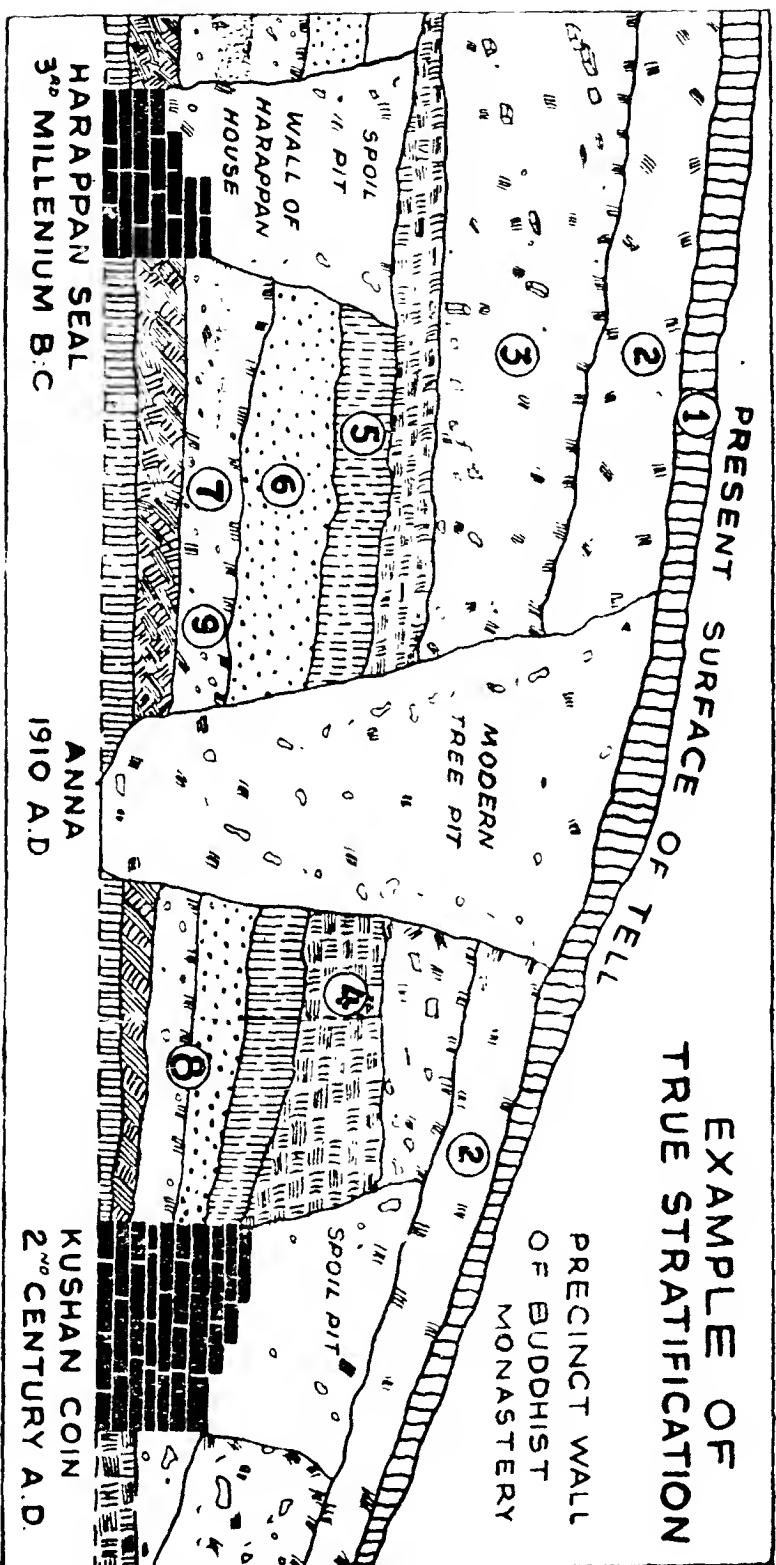 EXAMPLE OF
TRUE STRATIFICATION
PRESENT SURFACE OF TELL
PRECINCT WALL
OF BUDDHIST
MONASTERY
1
2
3
2
SPOIL
PIT
WALL OF
HARAPPAN
HOUSE
MODERN
TREE PIT
SPOIL
PIT
5
4
6
7
9
8
HARAPPAN SEAL
3RD MILLENIUM B:C
ANNA
1910 A.D
KUSHAN COIN
2ND CENTURY A.D.